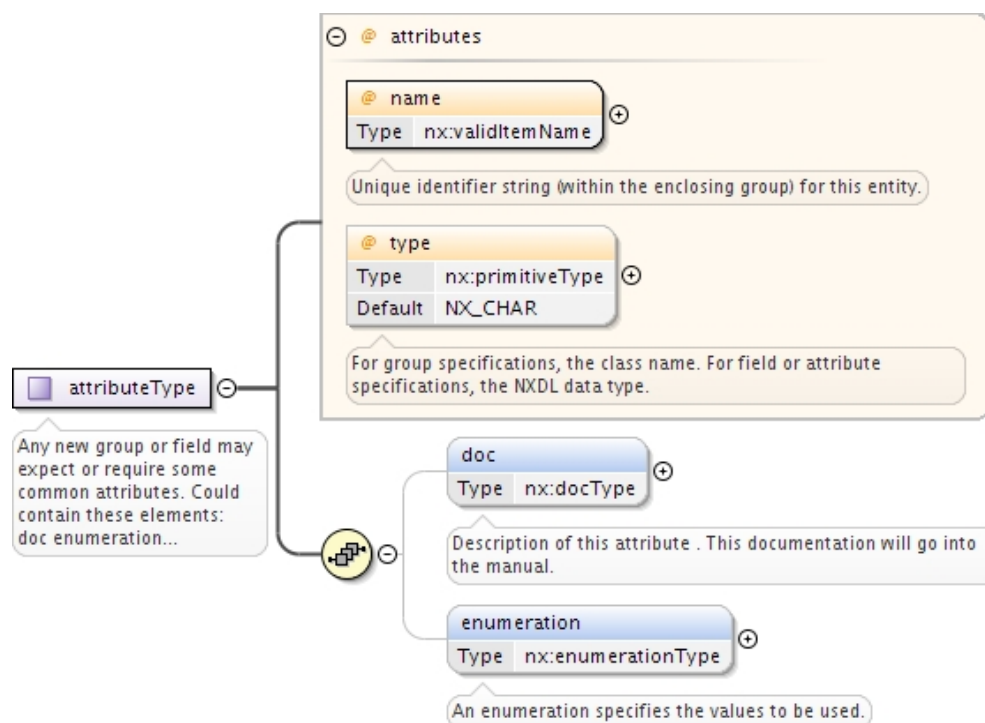 @ attributes
@ name
Type nx:validItemName
Unique identifier string (within the enclosing group) for this entity.
@ type
Type nx:primitiveType
Default NX_CHAR
For group specifications, the class name. For field or attribute
specifications, the NXDL data type.
attributeType
Any new group or field may
expect or require some
common attributes. Could
contain these elements:
doc enumeration...
doc
Type nx:docType
Description of this attribute . This documentation will go into
the manual.
enumeration
Type nx:enumerationType
An enumeration specifies the values to be used.